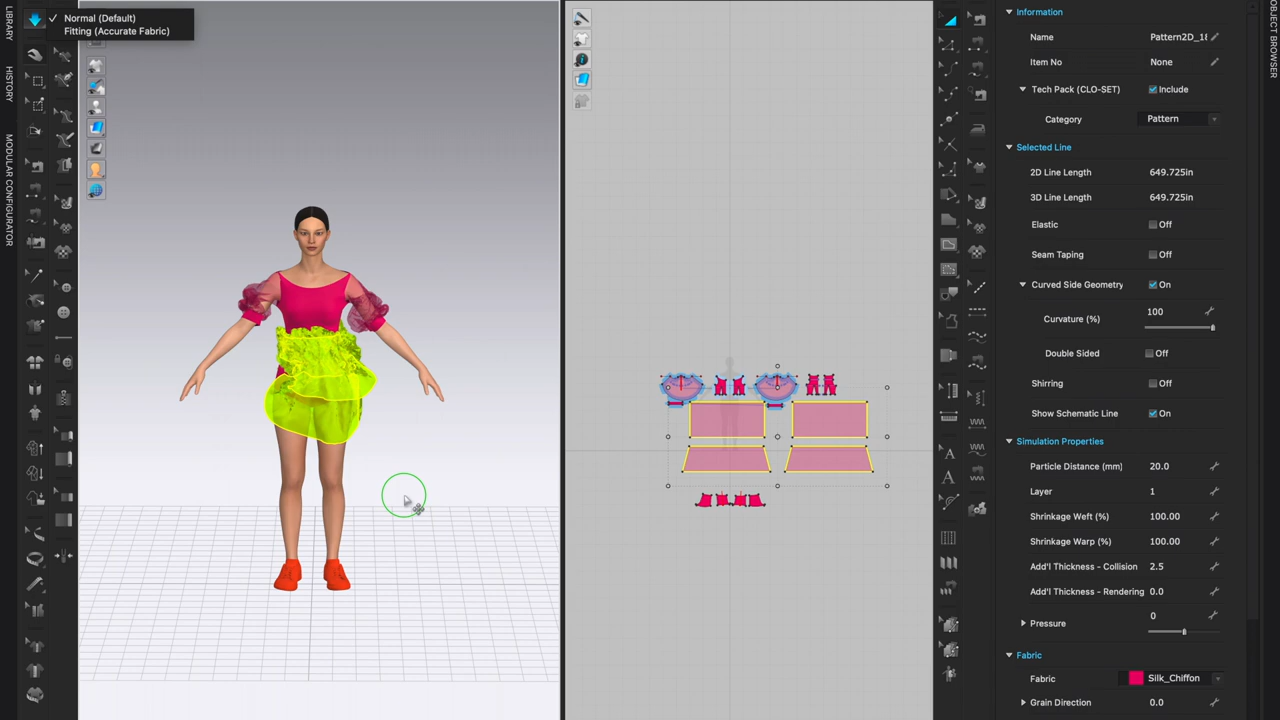 LIBRARY
HISTORY
MODULAR CONFIGURATOR
✓ Normal (Default)
Fitting (Accurate Fabric)
Information
Name Pattern2D_18
Item No None
Tech Pack (CLO-SET) Include
Category Pattern
Selected Line
2D Line Length 649.725in
3D Line Length 649.725in
Elastic Off
Seam Taping Off
Curved Side Geometry On
Curvature (%) 100
Double Sided Off
Shirring Off
Show Schematic Line On
Simulation Properties
Particle Distance (mm) 20.0
Layer 1
Shrinkage Weft (%) 100.00
Shrinkage Warp (%) 100.00
Add'l Thickness - Collision 2.5
Add'l Thickness - Rendering 0.0
Pressure 0
Fabric
Fabric Silk_Chiffon
Grain Direction 0.0
OBJECT BROWSER